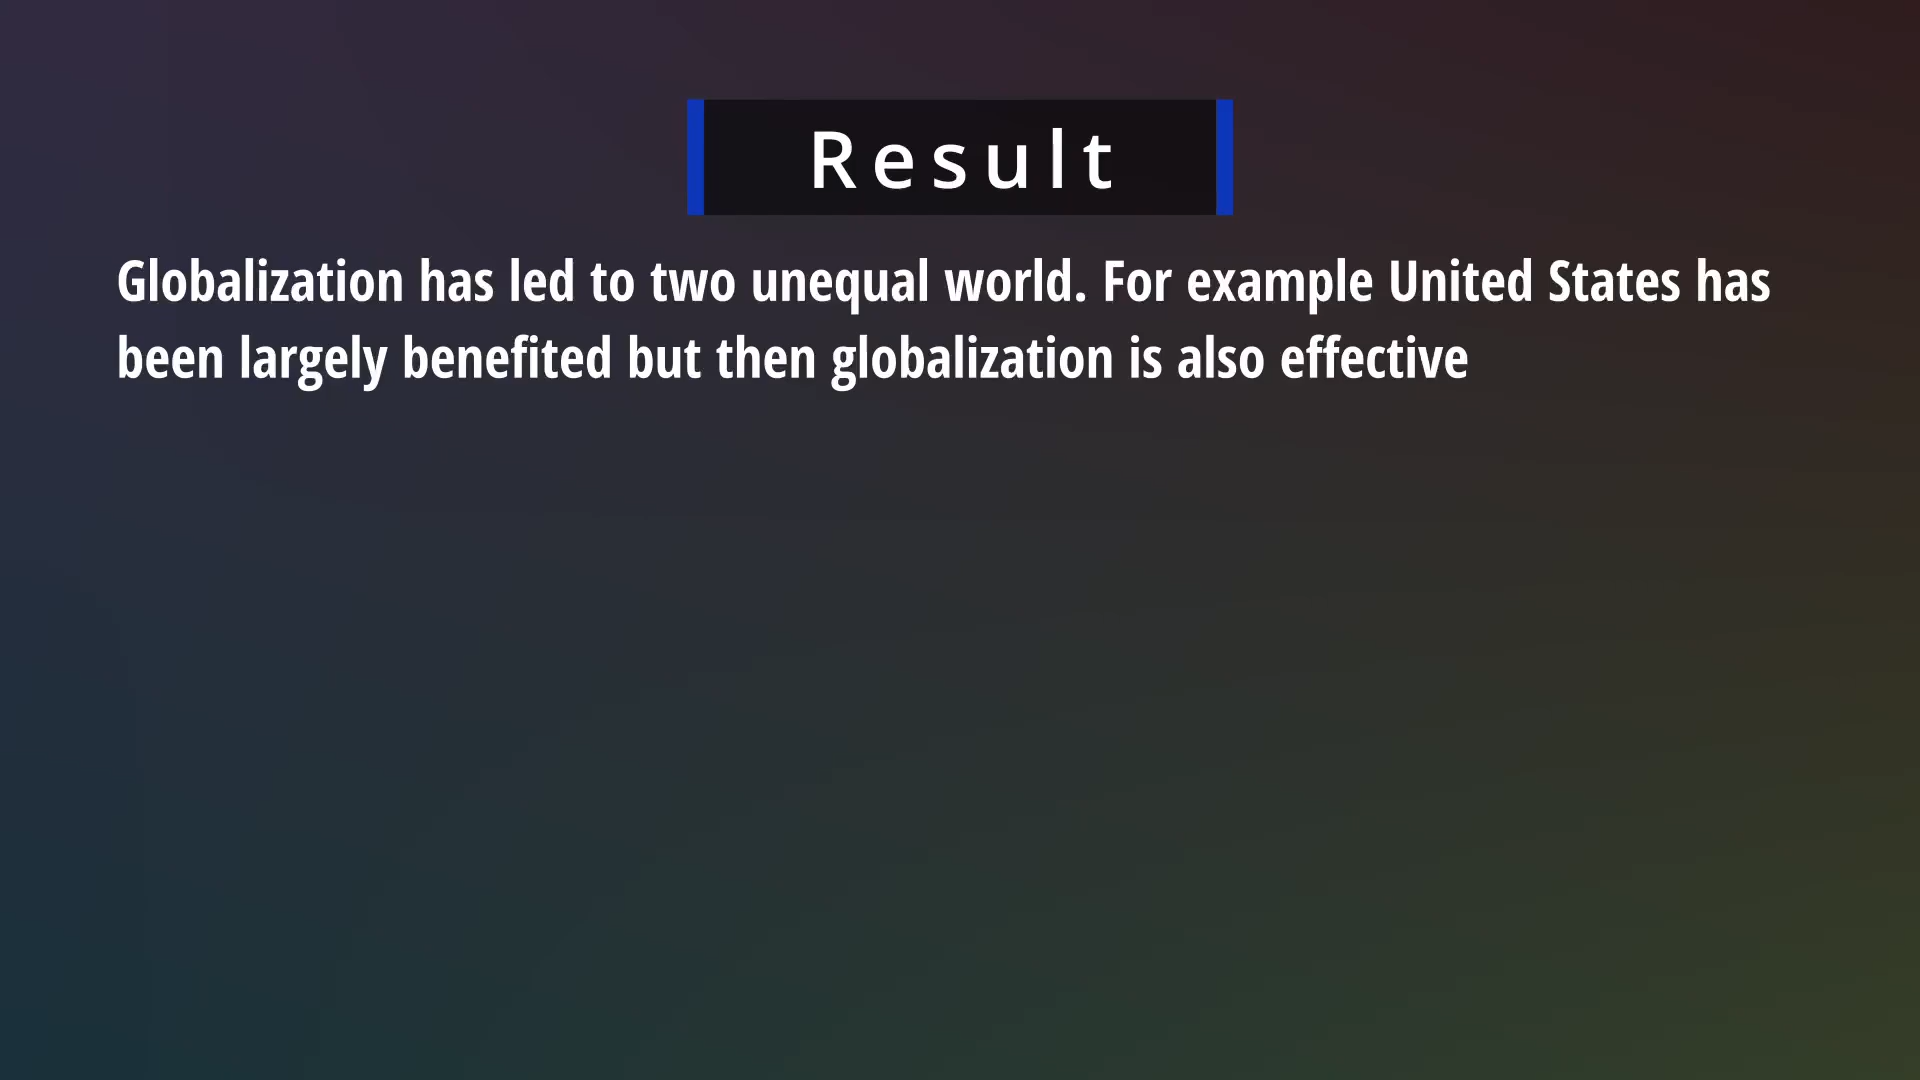 Result
Globalization has led to two unequal world. For example United States has
been largely benefited but then globalization is also effective